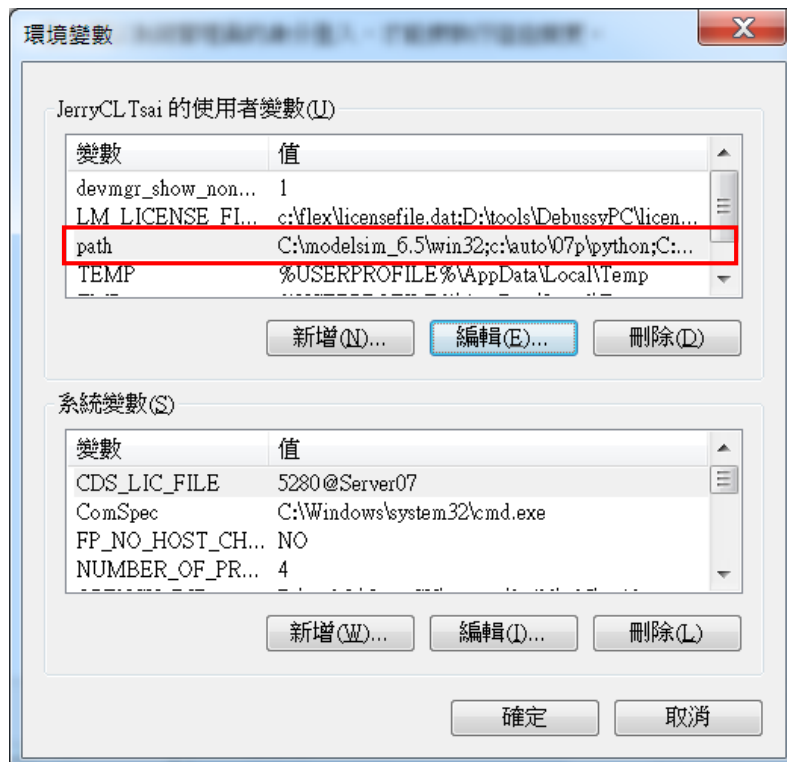 環境變數
JerryCL Tsai 的使用者變數(U)
變數 值
devmgr_show_non... 1
LM_LICENSE_FI... c:\flex\licensefile.dat;D:\tools\DebussyPC\licen...
path C:\modelsim_6.5\win32;c:\auto\07p\python;C:...
TEMP %USERPROFILE%\AppData\Local\Temp
新增(N)... 編輯(E)... 刪除(D)
系統變數(S)
變數 值
CDS_LIC_FILE 5280@Server07
ComSpec C:\Windows\system32\cmd.exe
FP_NO_HOST_CH... NO
NUMBER_OF_PR... 4
新增(W)... 編輯(I)... 刪除(L)
確定 取消